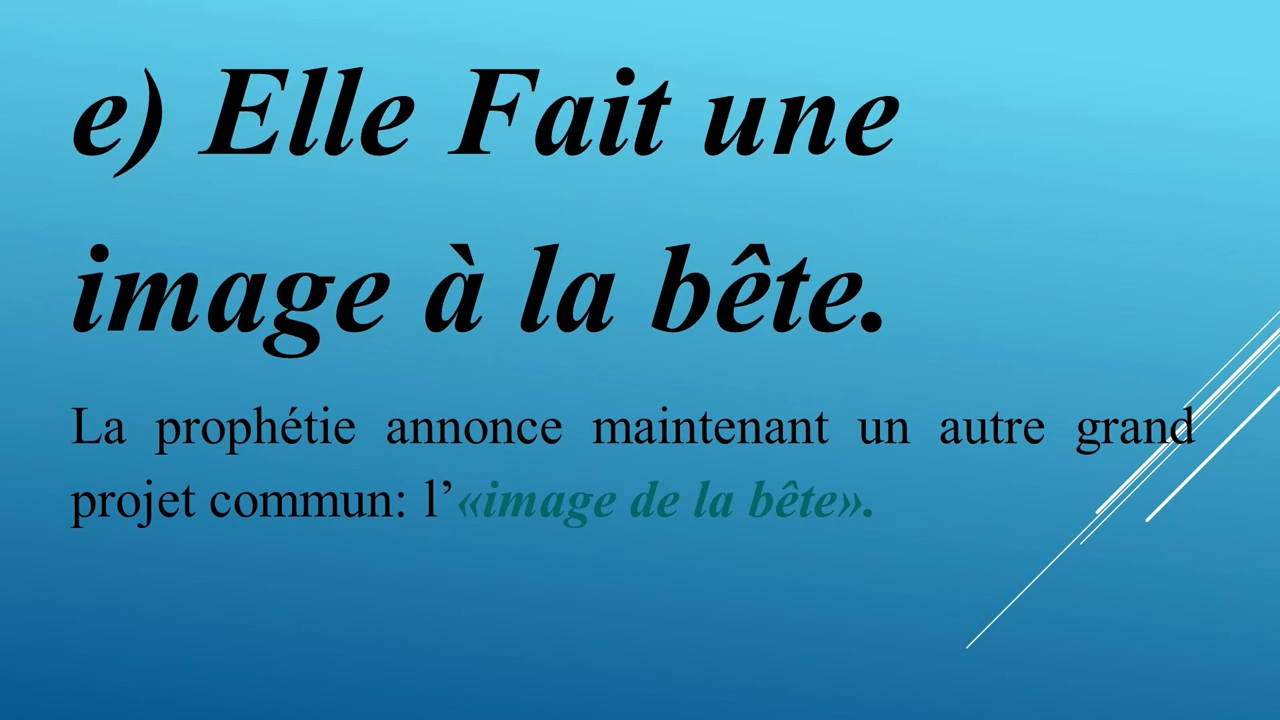 e) Elle Fait une
image à la bête.
La prophétie annonce maintenant un autre grand
projet commun: l’«image de la bête».